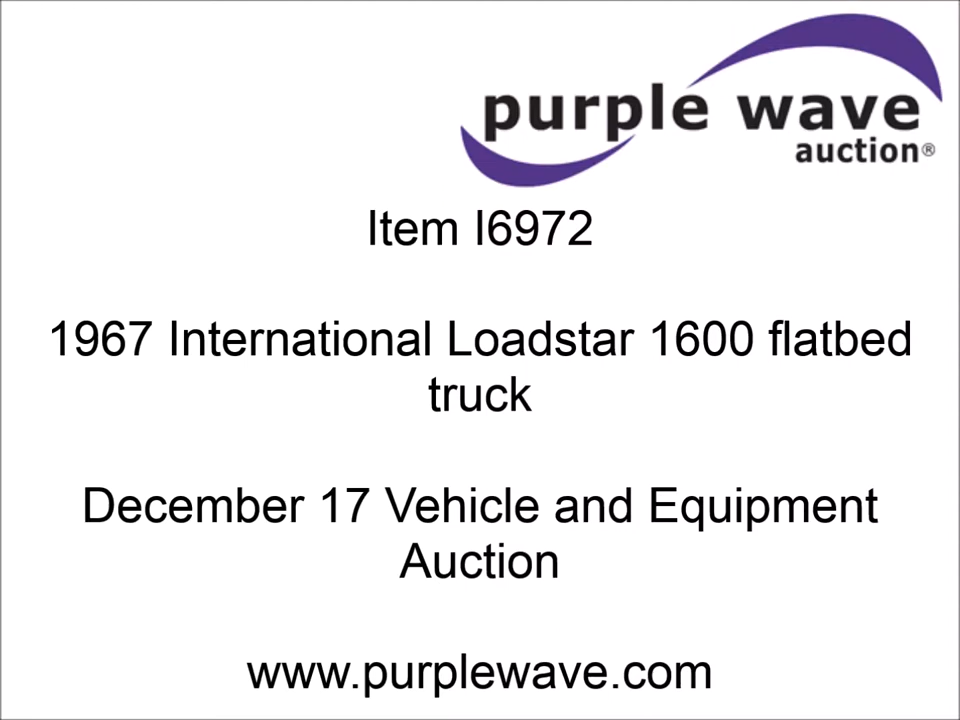 purple wave
auction®
Item I6972
1967 International Loadstar 1600 flatbed
truck
December 17 Vehicle and Equipment
Auction
www.purplewave.com